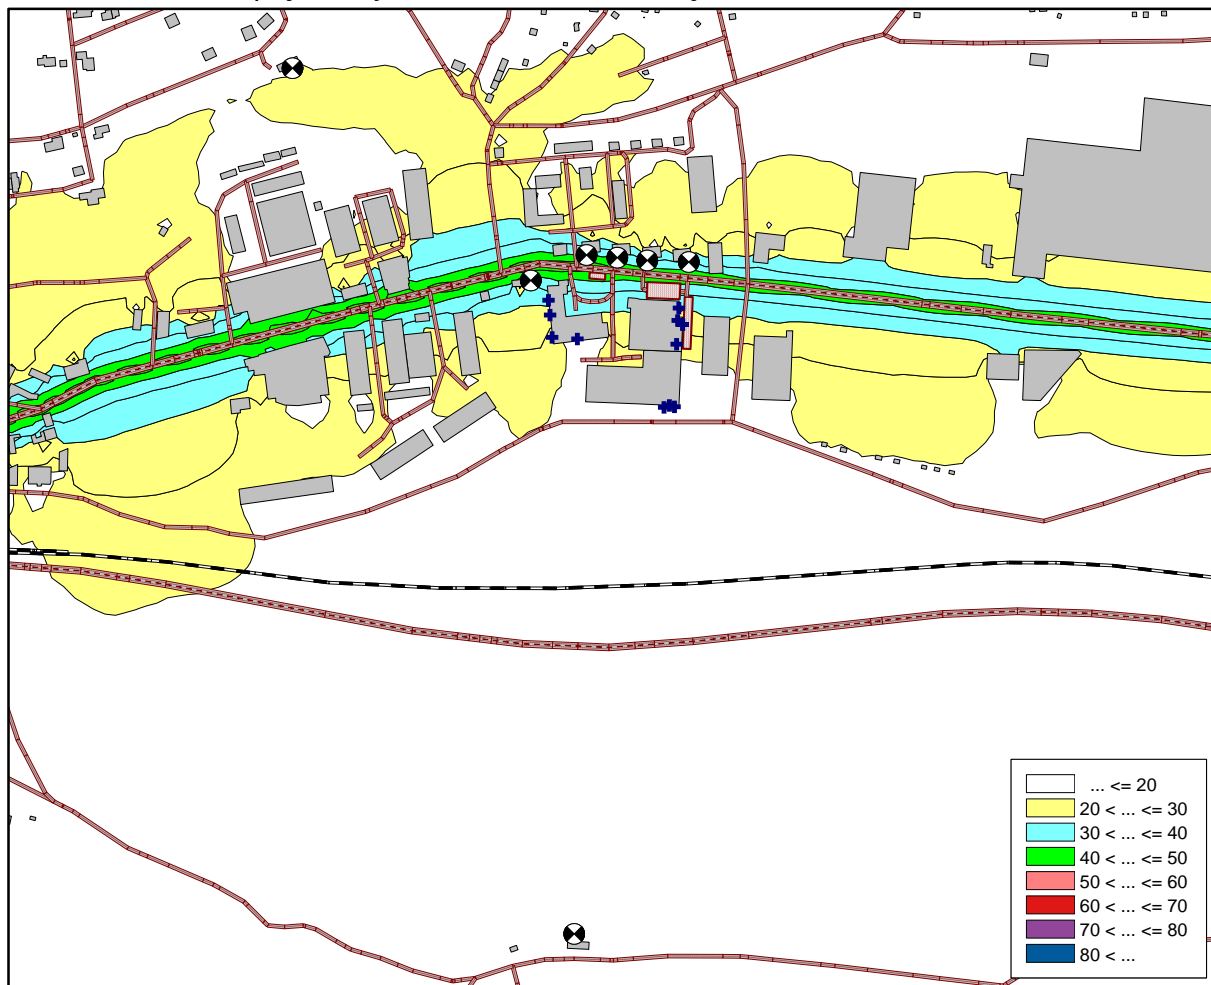 ... <= 20
20 < ... <= 30
30 < ... <= 40
40 < ... <= 50
50 < ... <= 60
60 < ... <= 70
70 < ... <= 80
80 < ...